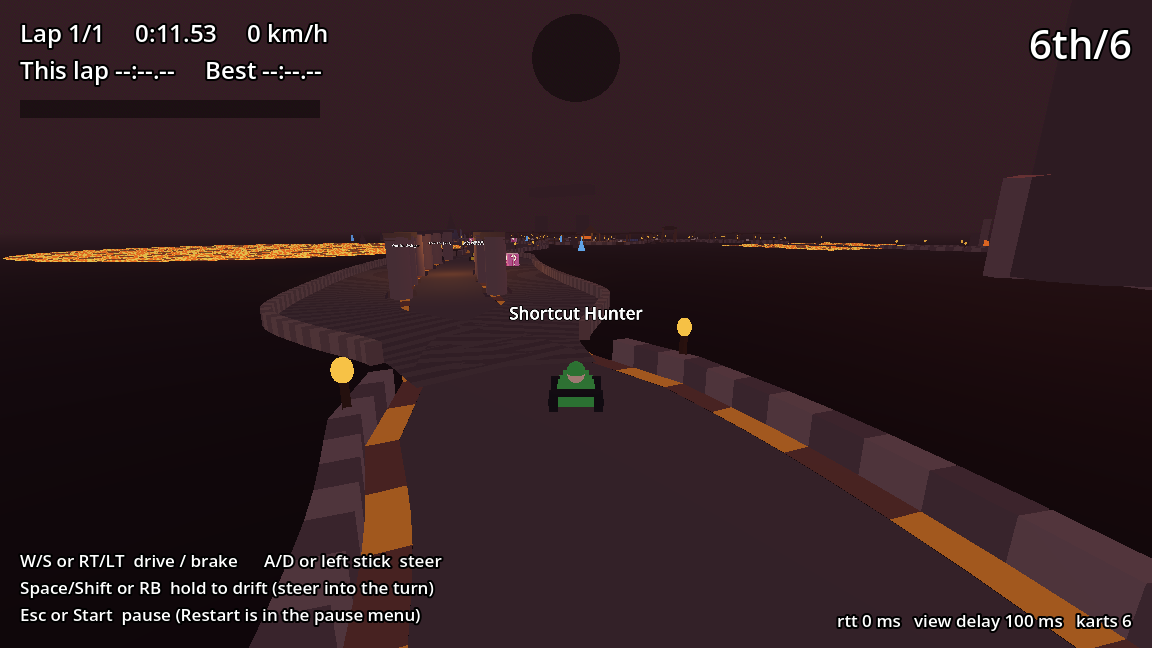 Lap 1/1 0:11.53 0 km/h
6th/6
This lap --:--.-- Best --:--.--
?
Shortcut Hunter
W/S or RT/LT drive / brake A/D or left stick steer
Space/Shift or RB hold to drift (steer into the turn)
Esc or Start pause (Restart is in the pause menu)
rtt 0 ms view delay 100 ms karts 6